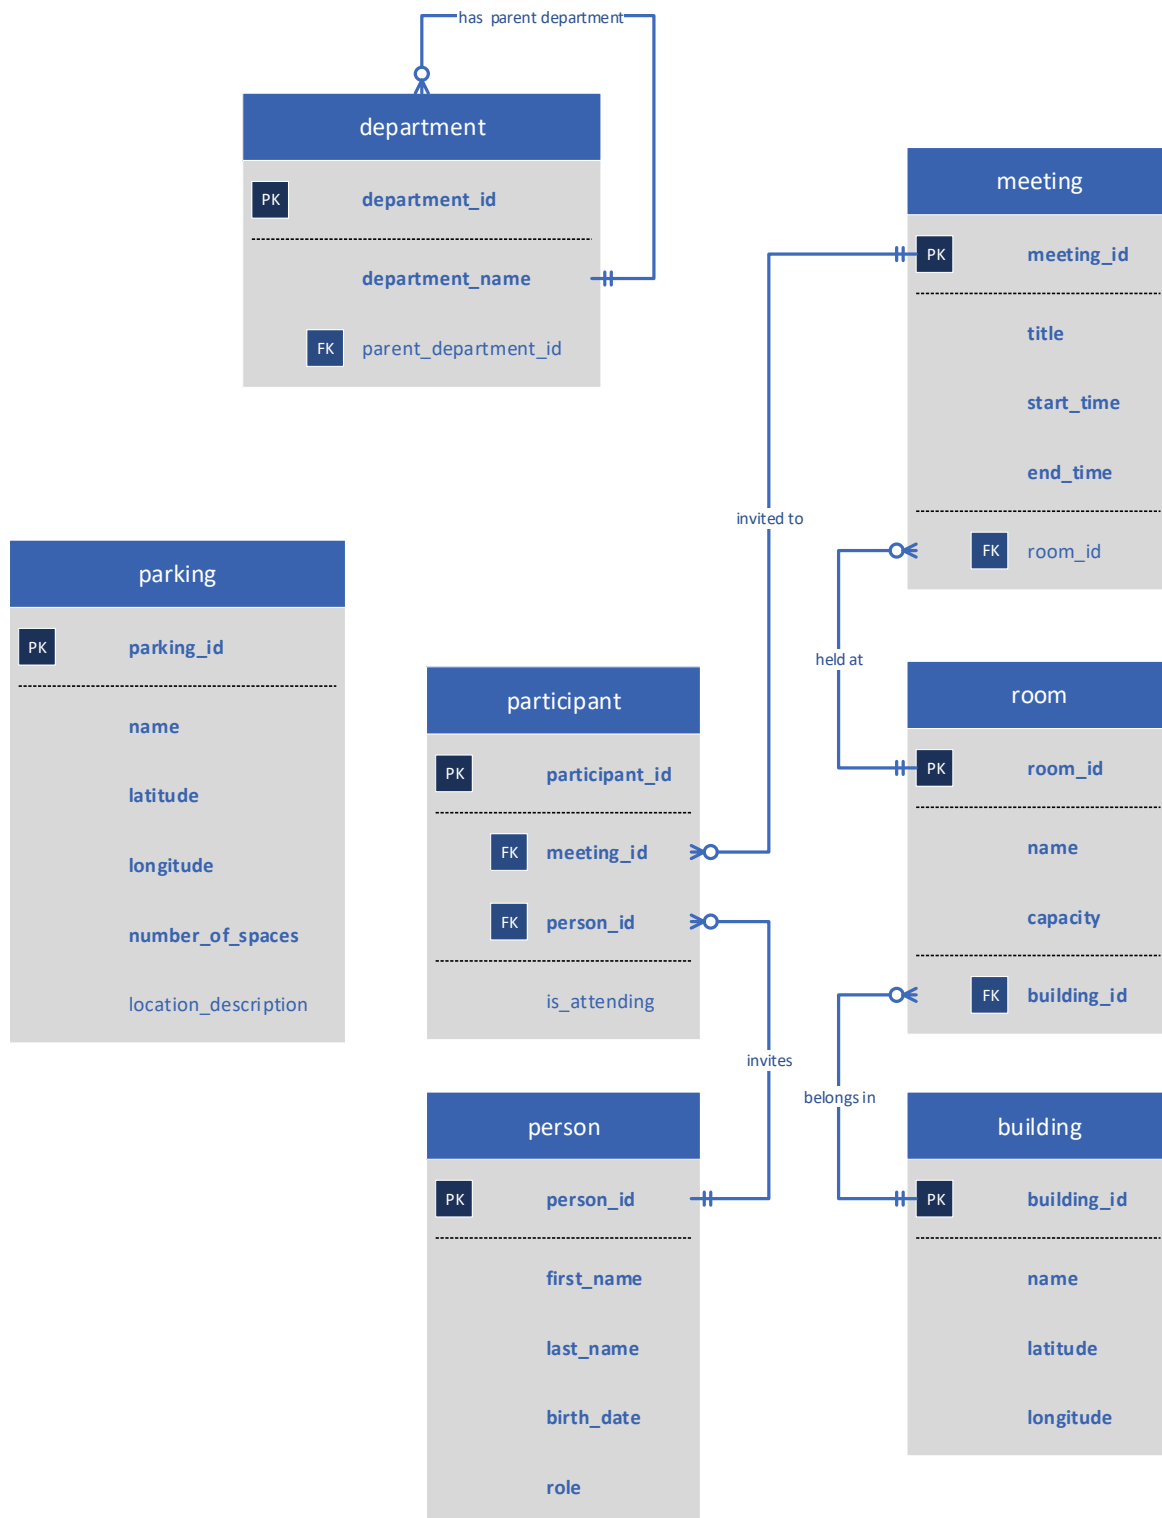 has parent department
department
PK department_id
department_name
FK parent_department_id
meeting
PK meeting_id
title
start_time
end_time
FK room_id
invited to
held at
parking
PK parking_id
name
latitude
longitude
number_of_spaces
location_description
participant
PK participant_id
FK meeting_id
FK person_id
is_attending
invites
room
PK room_id
name
capacity
FK building_id
belongs in
person
PK person_id
first_name
last_name
birth_date
role
building
PK building_id
name
latitude
longitude